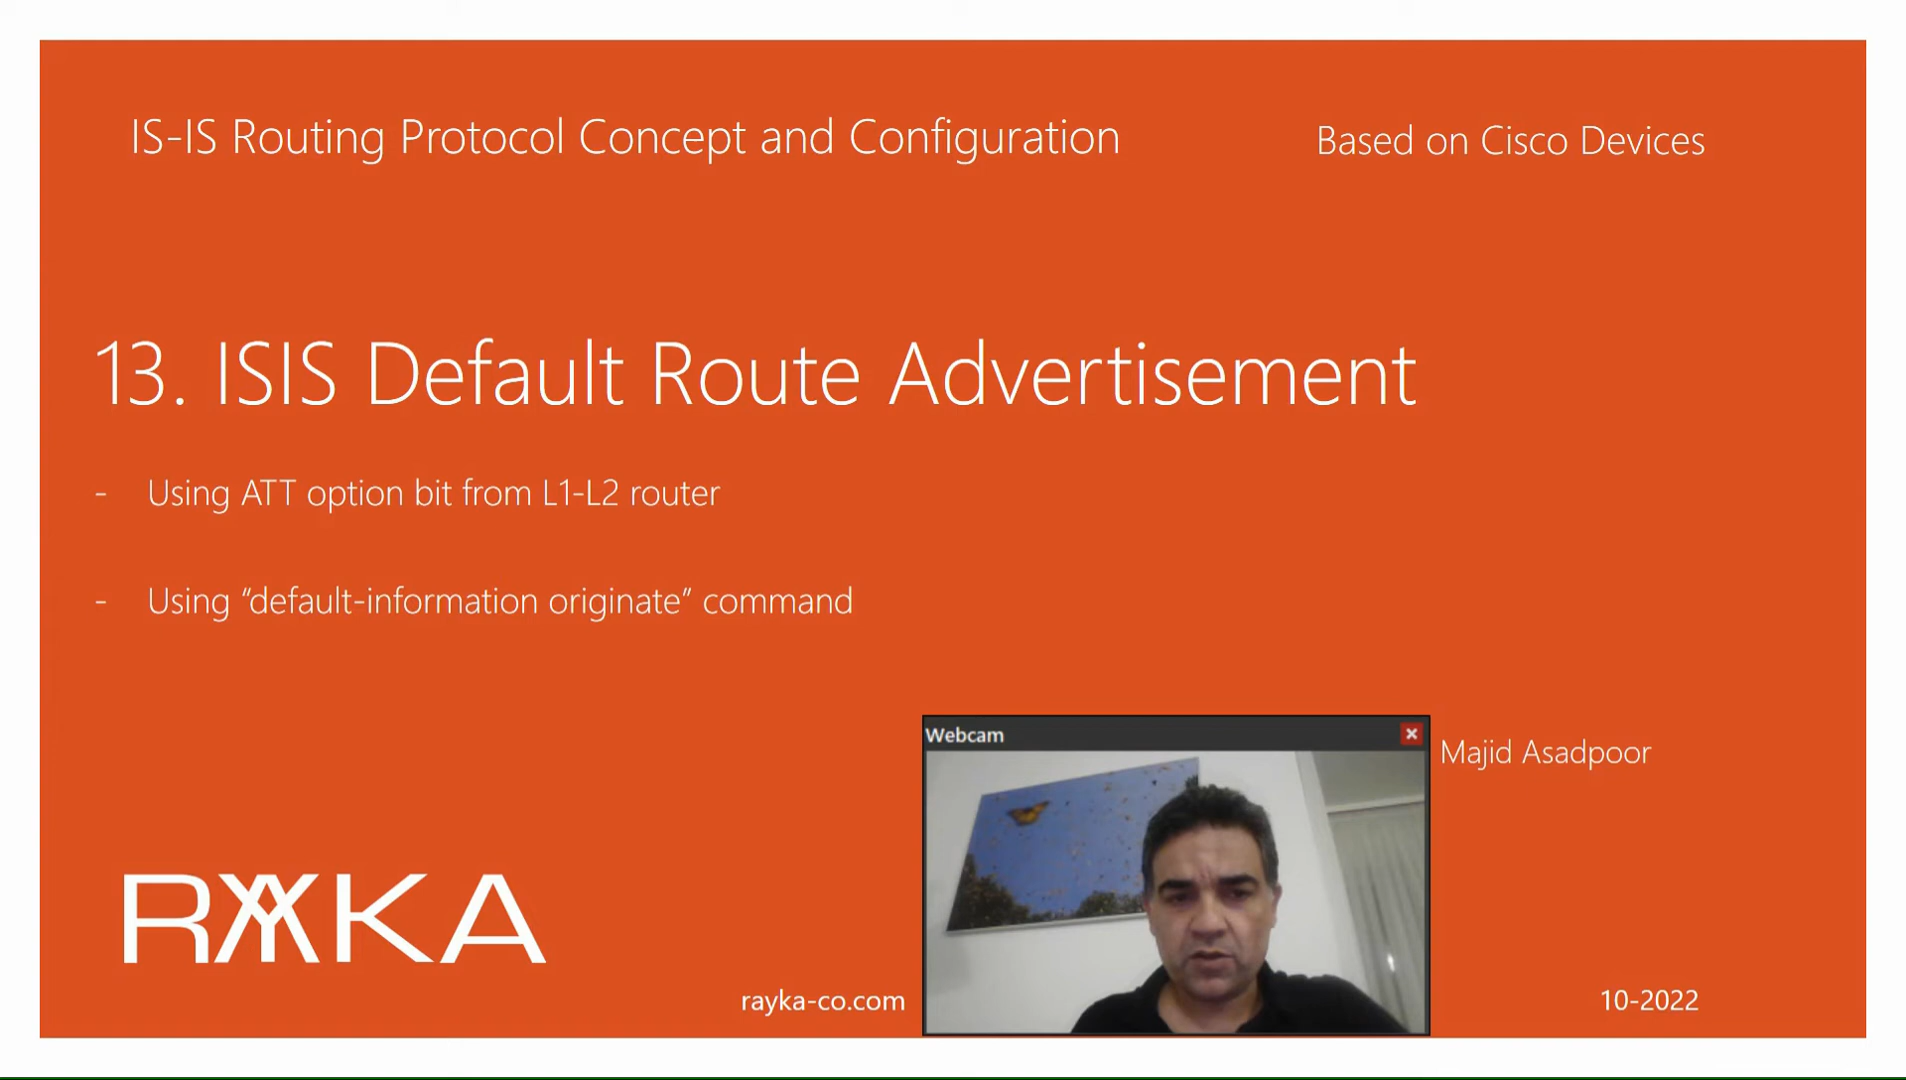 IS-IS Routing Protocol Concept and Configuration
Based on Cisco Devices
13. ISIS Default Route Advertisement
- Using ATT option bit from L1-L2 router
- Using “default-information originate” command
Webcam
Majid Asadpoor
RAYKA
rayka-co.com
10-2022